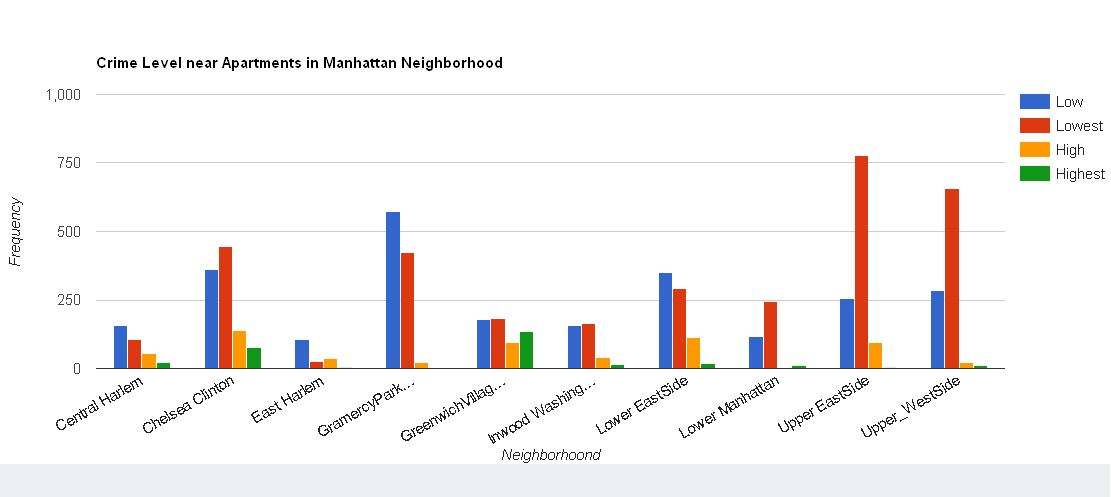 Crime Level near Apartments in Manhattan Neighborhood
1,000
750
500
250
0
Frequency
Low
Lowest
High
Highest
Central Harlem
Chelsea Clinton
East Harlem
GramercyPark...
GreenwichVillag...
Inwood Washing...
Lower EastSide
Lower Manhattan
Upper EastSide
Upper_WestSide
Neighborhoond